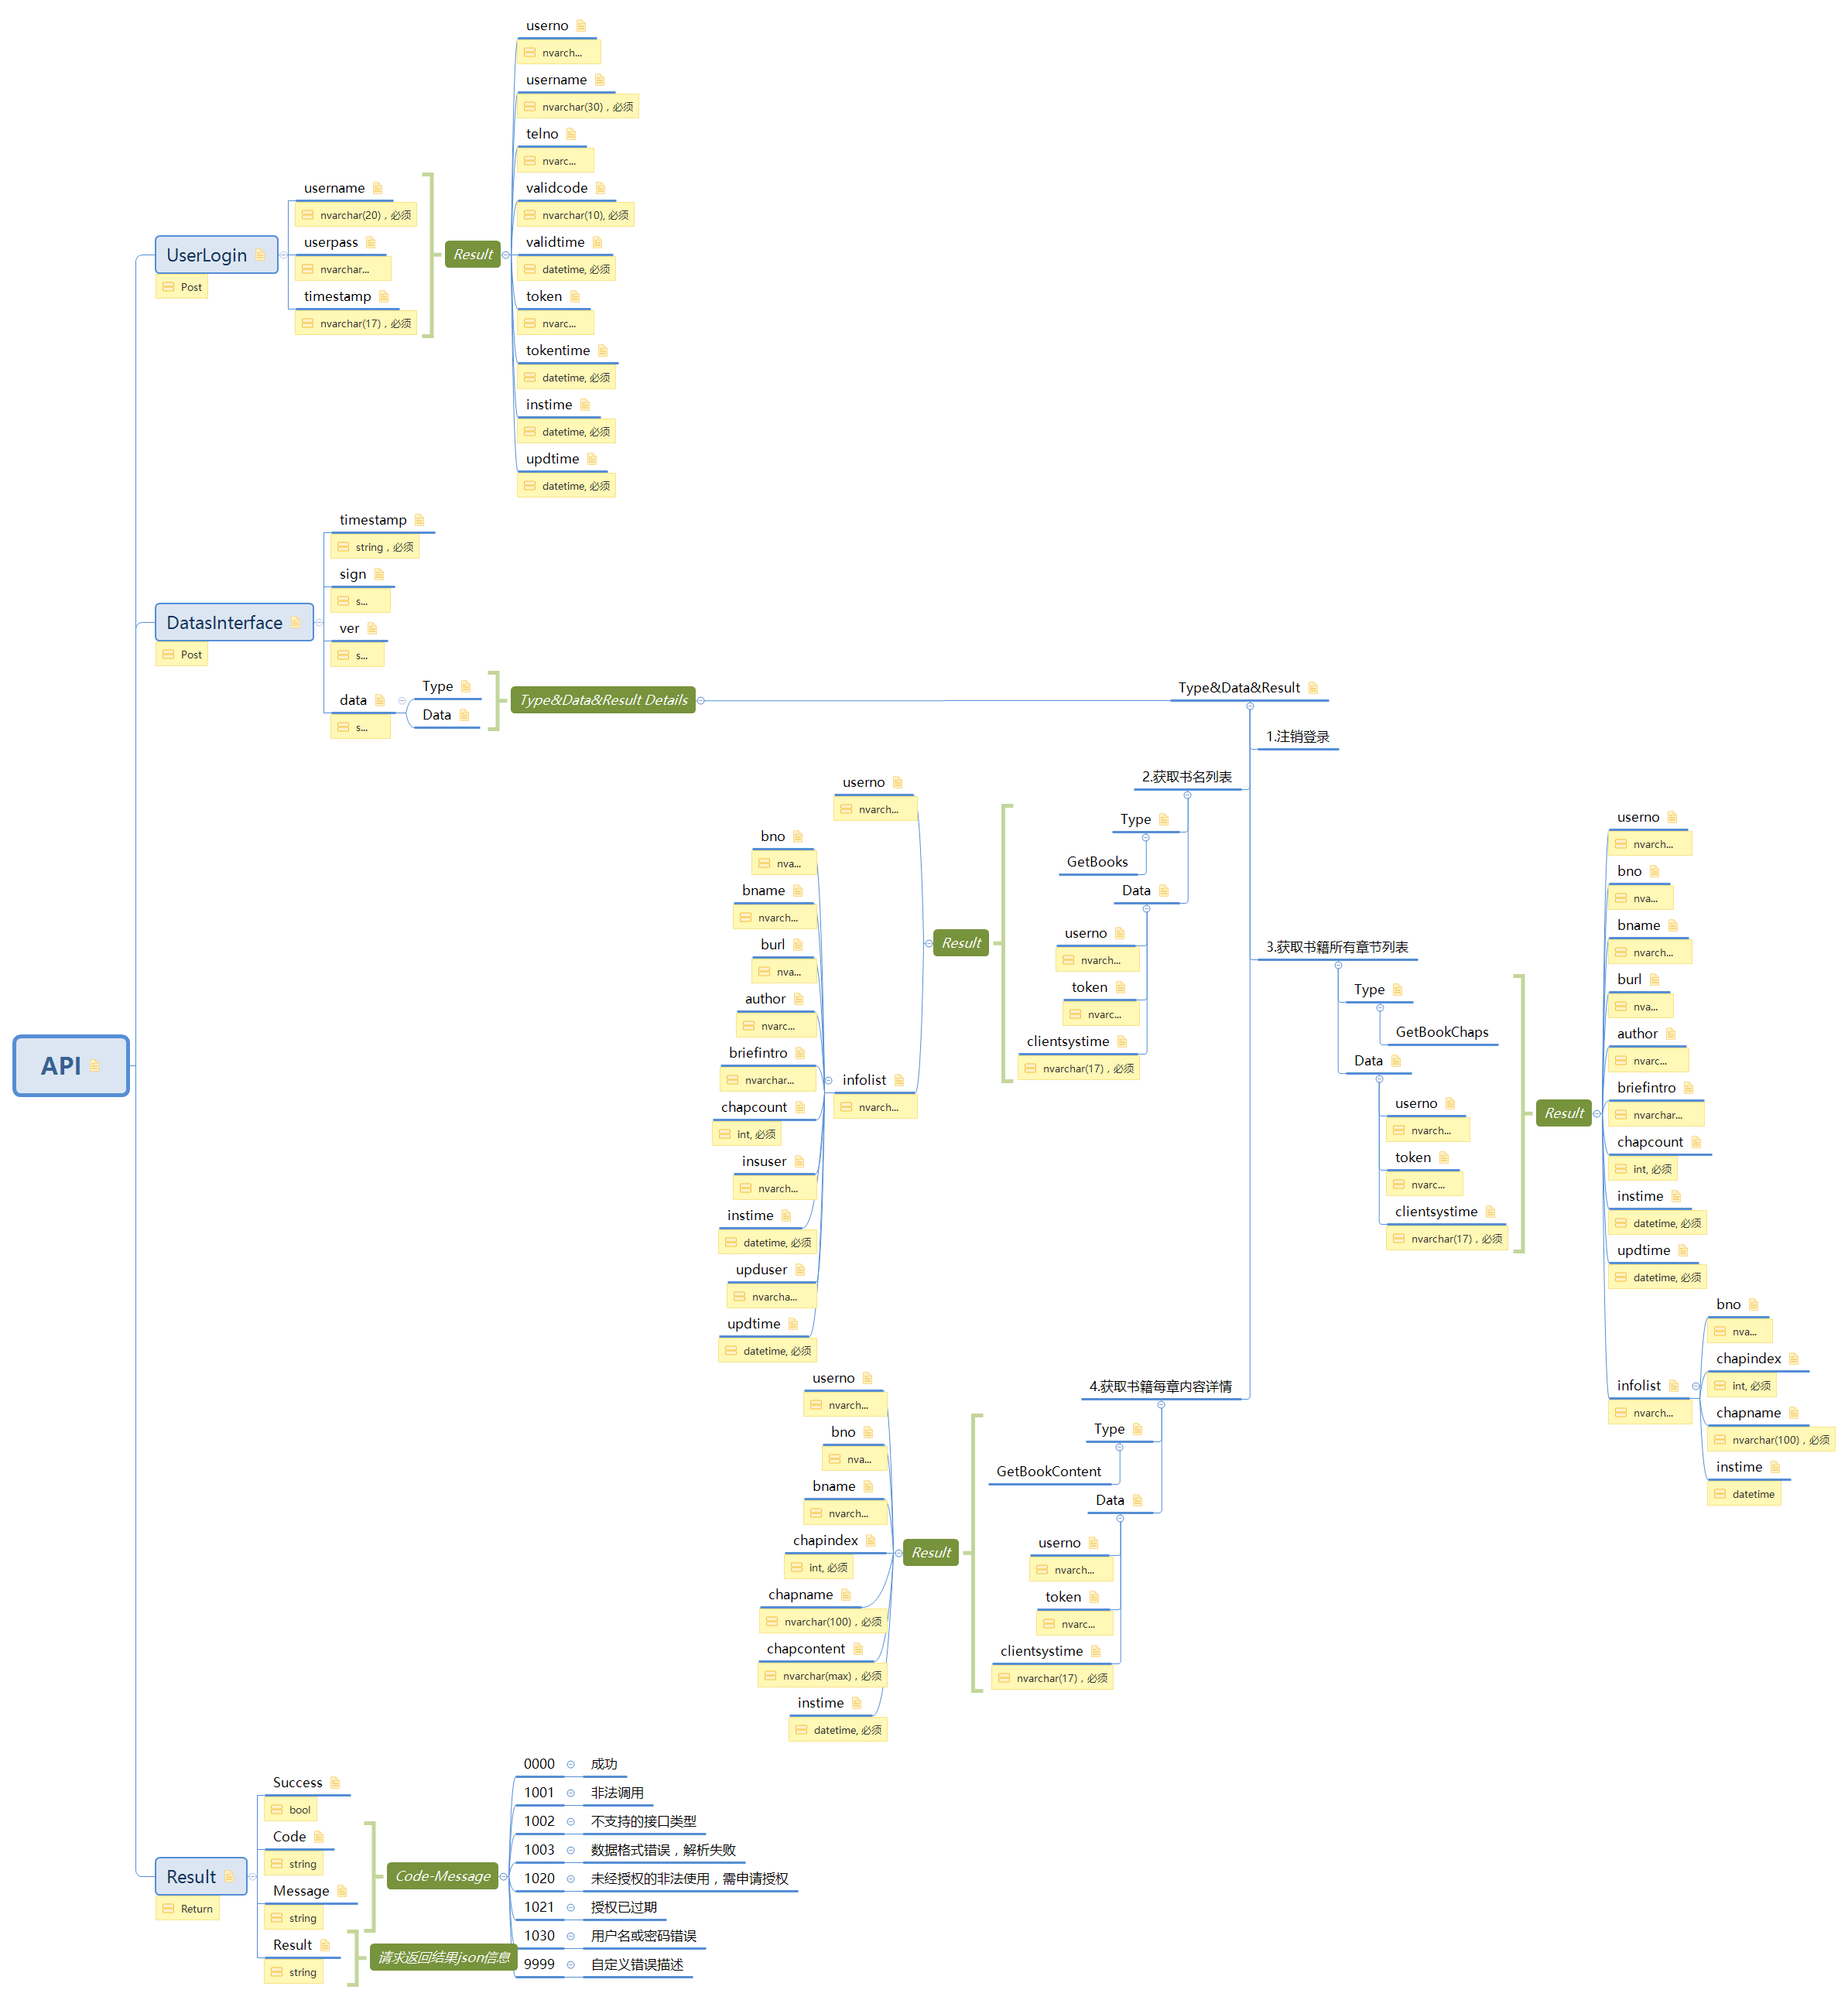 API
UserLogin
Post
username
nvarchar(20)，必须
userpass
nvarchar...
timestamp
nvarchar(17)，必须
Result
userno
nvarch...
username
nvarchar(30)，必须
telno
nvarc...
validcode
nvarchar(10), 必须
validtime
datetime, 必须
token
nvarc...
tokentime
datetime, 必须
instime
datetime, 必须
updtime
datetime, 必须
DatasInterface
Post
timestamp
string，必须
sign
s...
ver
s...
data
s...
Type
Data
Type&Data&Result Details
Type&Data&Result
1.注销登录
2.获取书名列表
Type
GetBooks
Data
userno
nvarch...
token
nvarc...
clientsystime
nvarchar(17)，必须
Result
userno
nvarch...
infolist
nvarch...
bno
nva...
bname
nvarch...
burl
nva...
author
nvarc...
briefintro
nvarchar...
chapcount
int, 必须
insuser
nvarch...
instime
datetime, 必须
upduser
nvarcha...
updtime
datetime, 必须
3.获取书籍所有章节列表
Type
GetBookChaps
Data
userno
nvarch...
token
nvarc...
clientsystime
nvarchar(17)，必须
Result
userno
nvarch...
bno
nva...
bname
nvarch...
burl
nva...
author
nvarc...
briefintro
nvarchar...
chapcount
int, 必须
instime
datetime, 必须
updtime
datetime, 必须
infolist
nvarch...
bno
nva...
chapindex
int, 必须
chapname
nvarchar(100)，必须
instime
datetime
4.获取书籍每章内容详情
Type
GetBookContent
Data
userno
nvarch...
token
nvarc...
clientsystime
nvarchar(17)，必须
Result
userno
nvarch...
bno
nva...
bname
nvarch...
chapindex
int, 必须
chapname
nvarchar(100)，必须
chapcontent
nvarchar(max)，必须
instime
datetime, 必须
Result
Return
Success
bool
Code
string
Message
string
Result
string
Code-Message
0000 成功
1001 非法调用
1002 不支持的接口类型
1003 数据格式错误，解析失败
1020 未经授权的非法使用，需申请授权
1021 授权已过期
1030 用户名或密码错误
9999 自定义错误描述
请求返回结果json信息